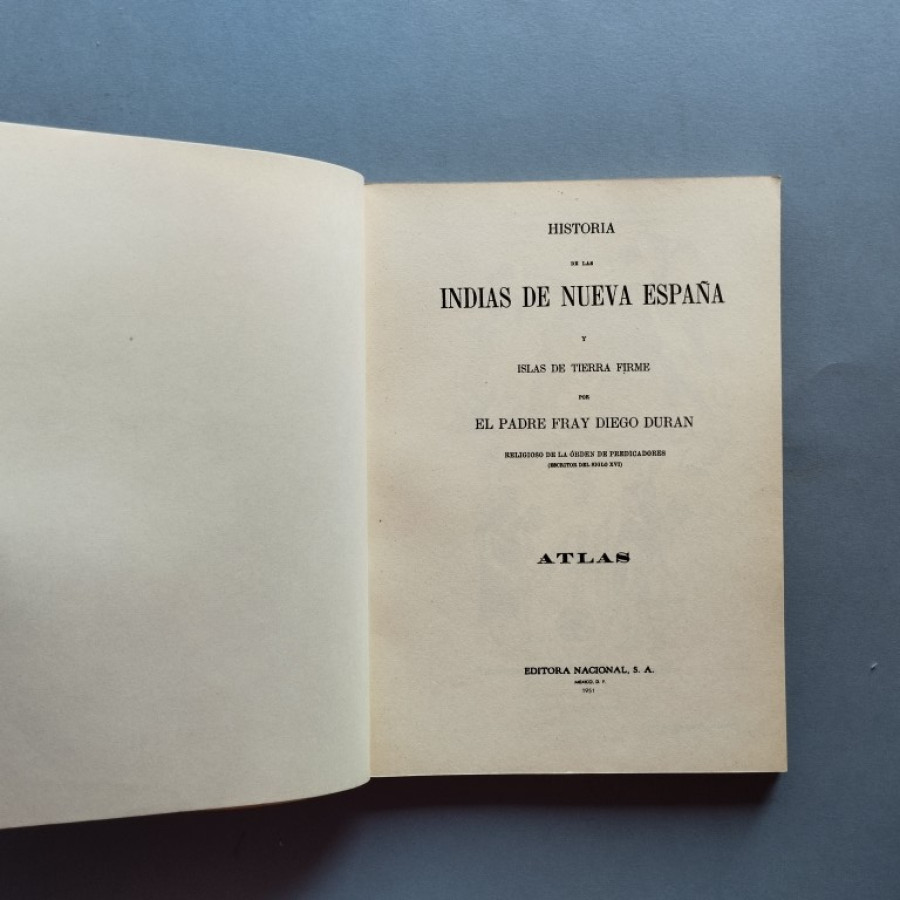 HISTORIA
DE LAS
INDIAS DE NUEVA ESPAÑA
Y
ISLAS DE TIERRA FIRME
POR
EL PADRE FRAY DIEGO DURAN
RELIGIOSO DE LA ÓRDEN DE PREDICADORES
(ESCRITOR DEL SIGLO XVI)
ATLAS
EDITORA NACIONAL, S. A.
MÉXICO, D. F.
1951